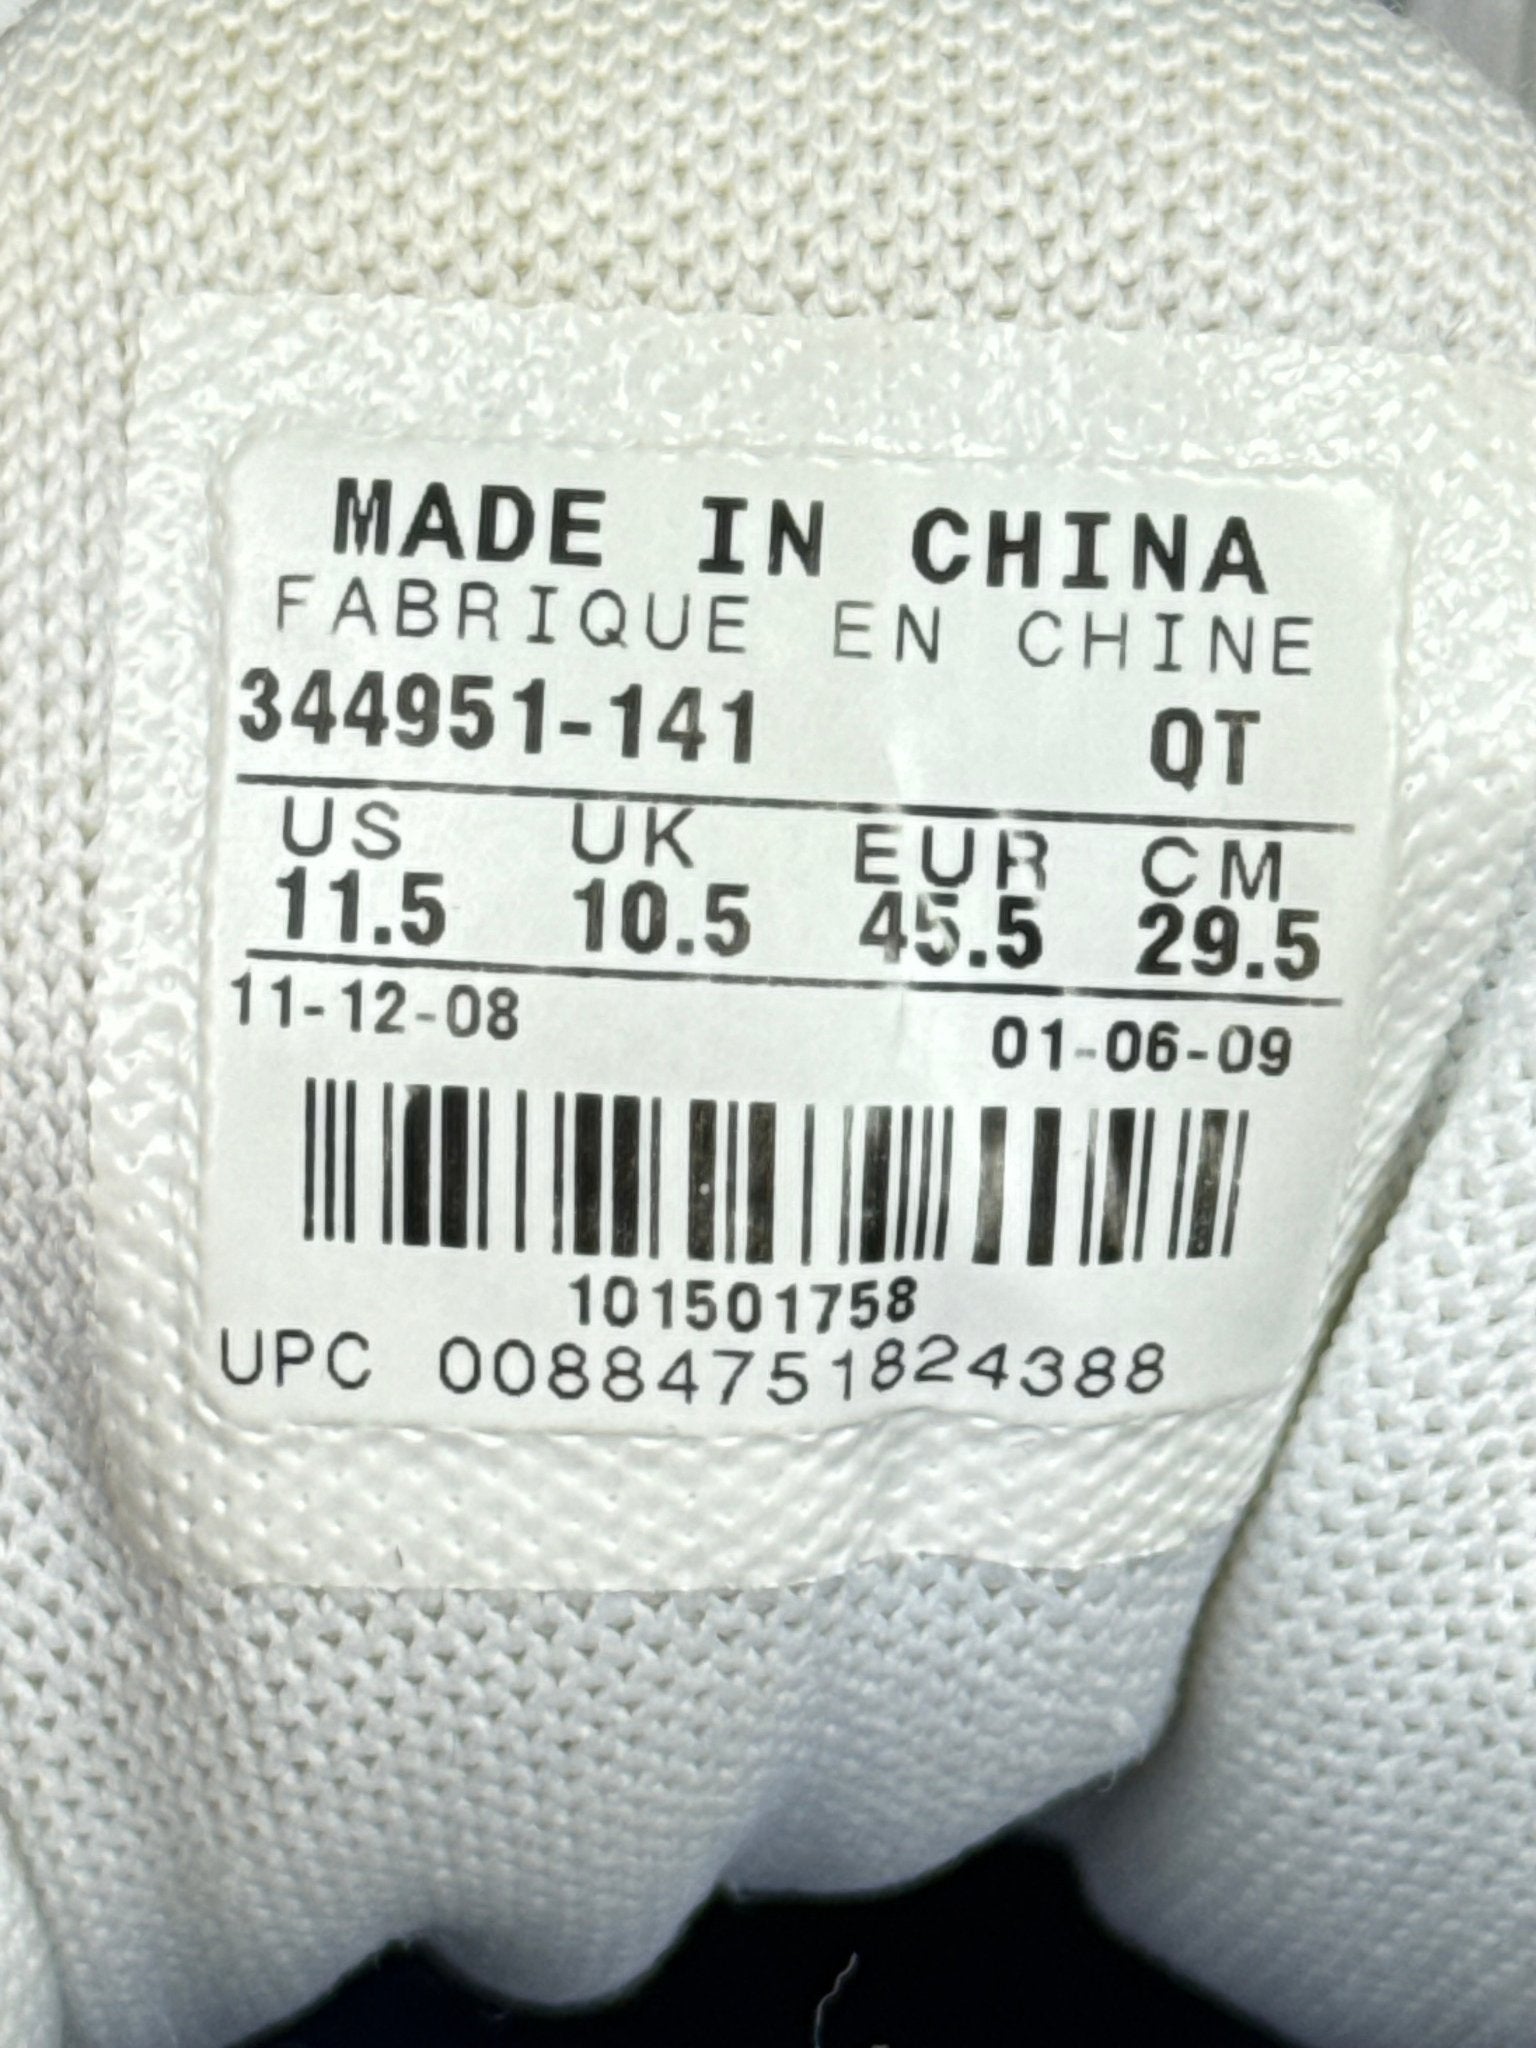 MADE IN CHINA
FABRIQUE EN CHINE
344951-141 QT
US UK EUR CM
11.5 10.5 45.5 29.5
11-12-08 01-06-09
101501758
UPC 00884751824388